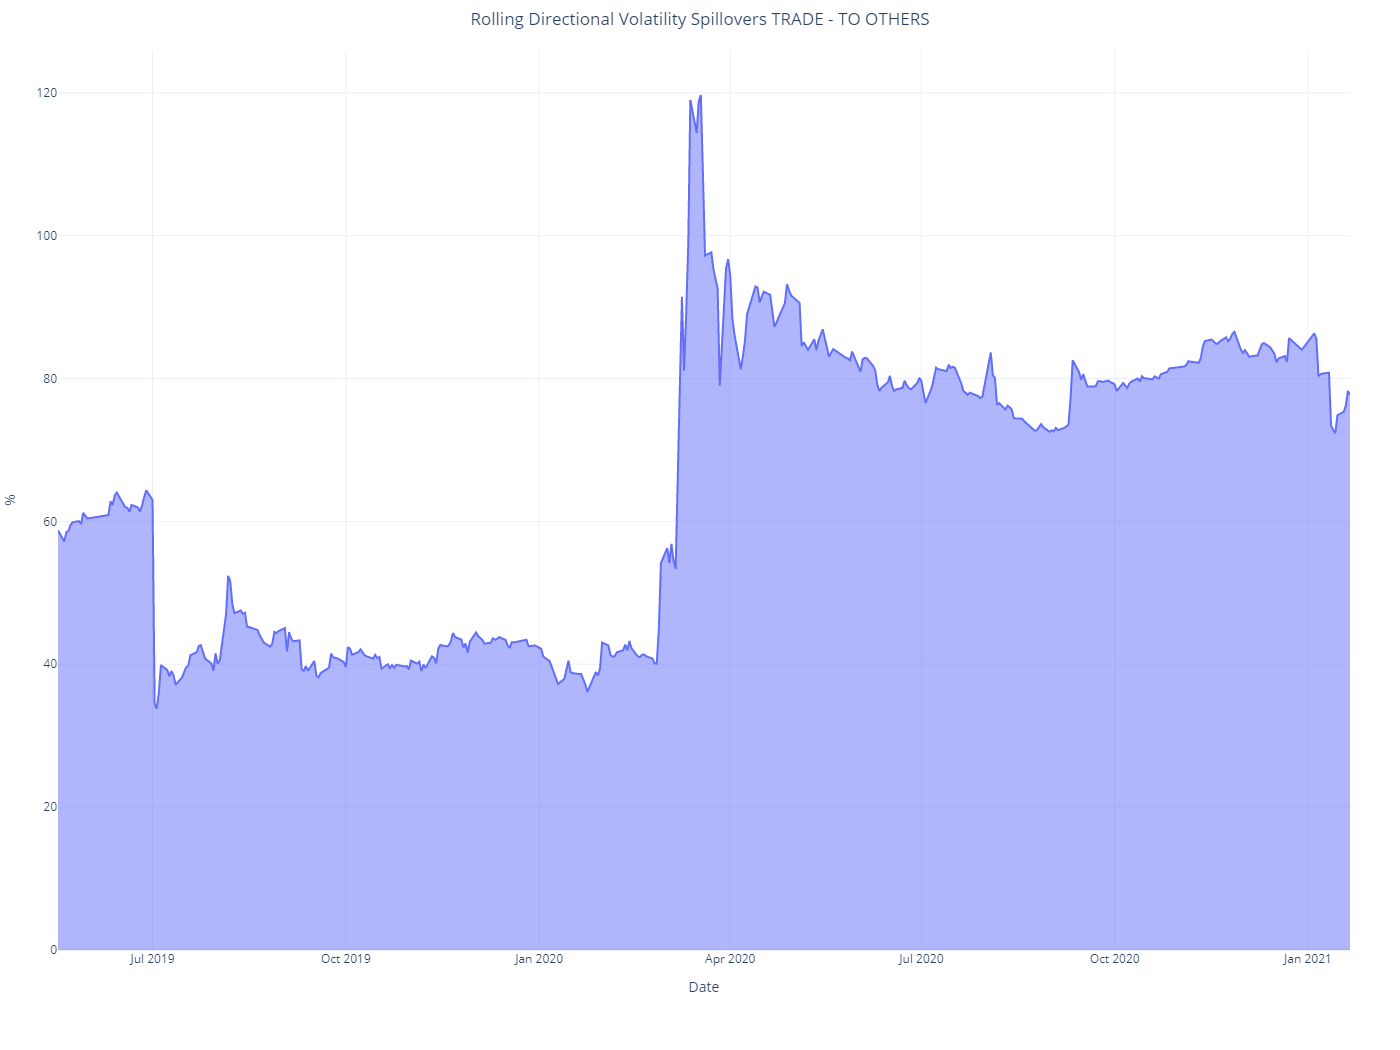 Rolling Directional Volatility Spillovers TRADE - TO OTHERS
120
100
80
60
40
20
0
%
Jul 2019 Oct 2019 Jan 2020 Apr 2020 Jul 2020 Oct 2020 Jan 2021
Date